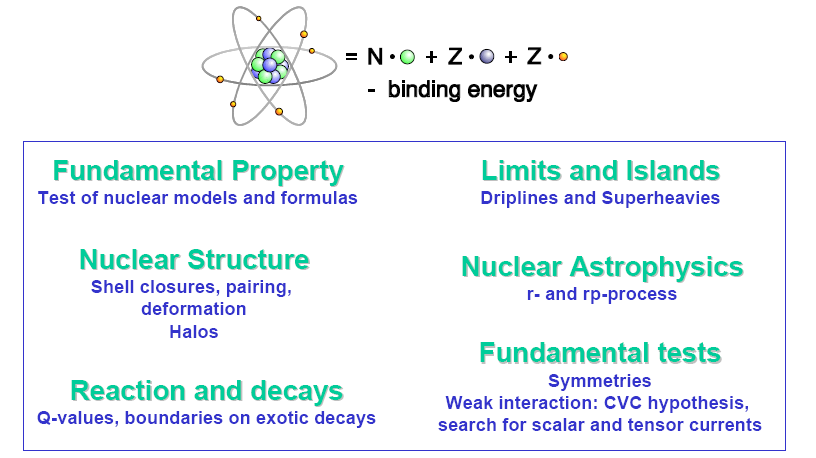 = N · + Z · + Z ·
- binding energy
Fundamental Property
Test of nuclear models and formulas
Nuclear Structure
Shell closures, pairing,
deformation
Halos
Reaction and decays
Q-values, boundaries on exotic decays
Limits and Islands
Driplines and Superheavies
Nuclear Astrophysics
r- and rp-process
Fundamental tests
Symmetries
Weak interaction: CVC hypothesis,
search for scalar and tensor currents